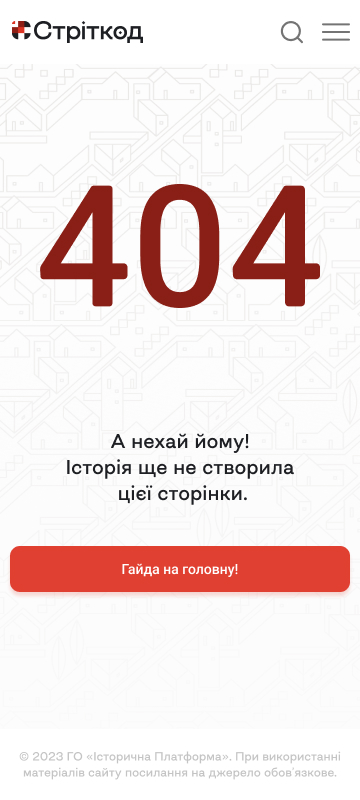 Стріткод
404
А нехай йому!
Історія ще не створила
цієї сторінки.
Гайда на головну!
© 2023 ГО «Історична Платформа». При використанні
матеріалів сайту посилання на джерело обов'язкове.